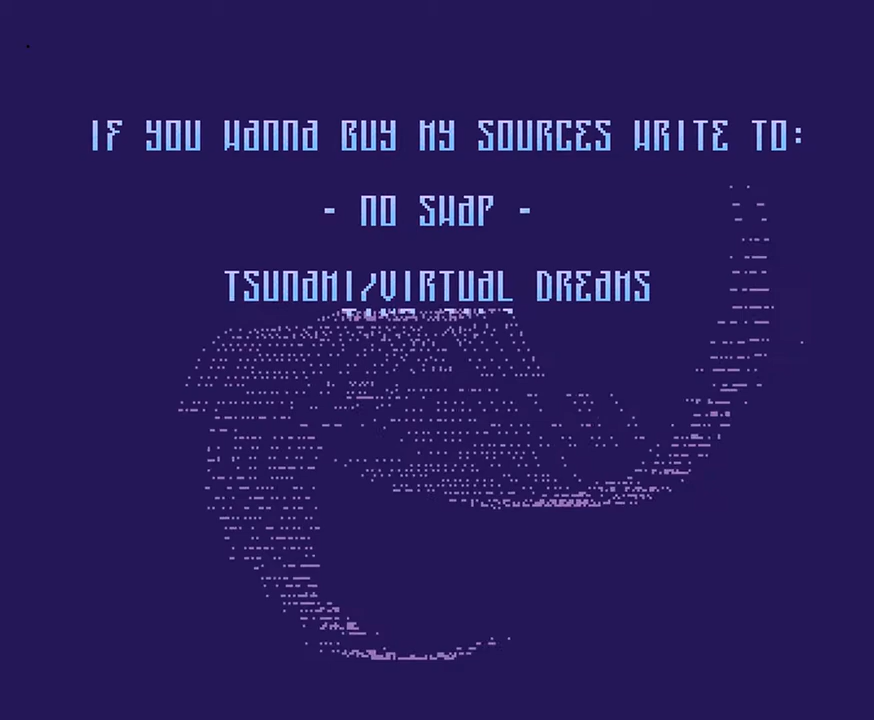 IF YOU WaNNa BUY MY SOURCES WRITE TO:
- NO SWaP -
TSUNaMI/VIRTUaL DREaMS